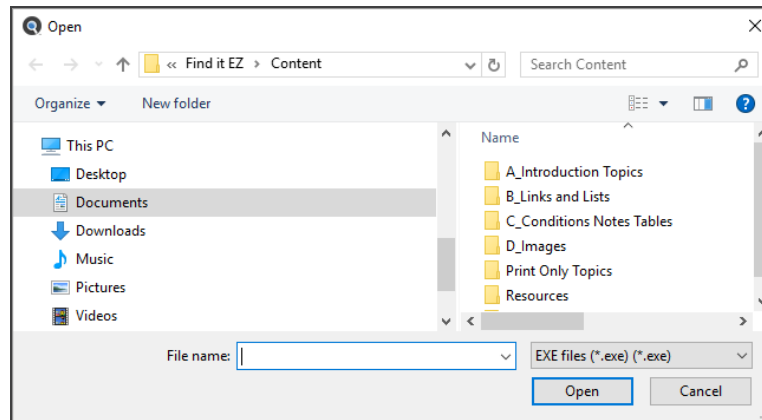 Open
« Find it EZ > Content
Search Content
Organize
New folder
?
Name
This PC
Desktop
Documents
Downloads
Music
Pictures
Videos
A_Introduction Topics
B_Links and Lists
C_Conditions Notes Tables
D_Images
Print Only Topics
Resources
File name:
EXE files (*.exe) (*.exe)
Open
Cancel